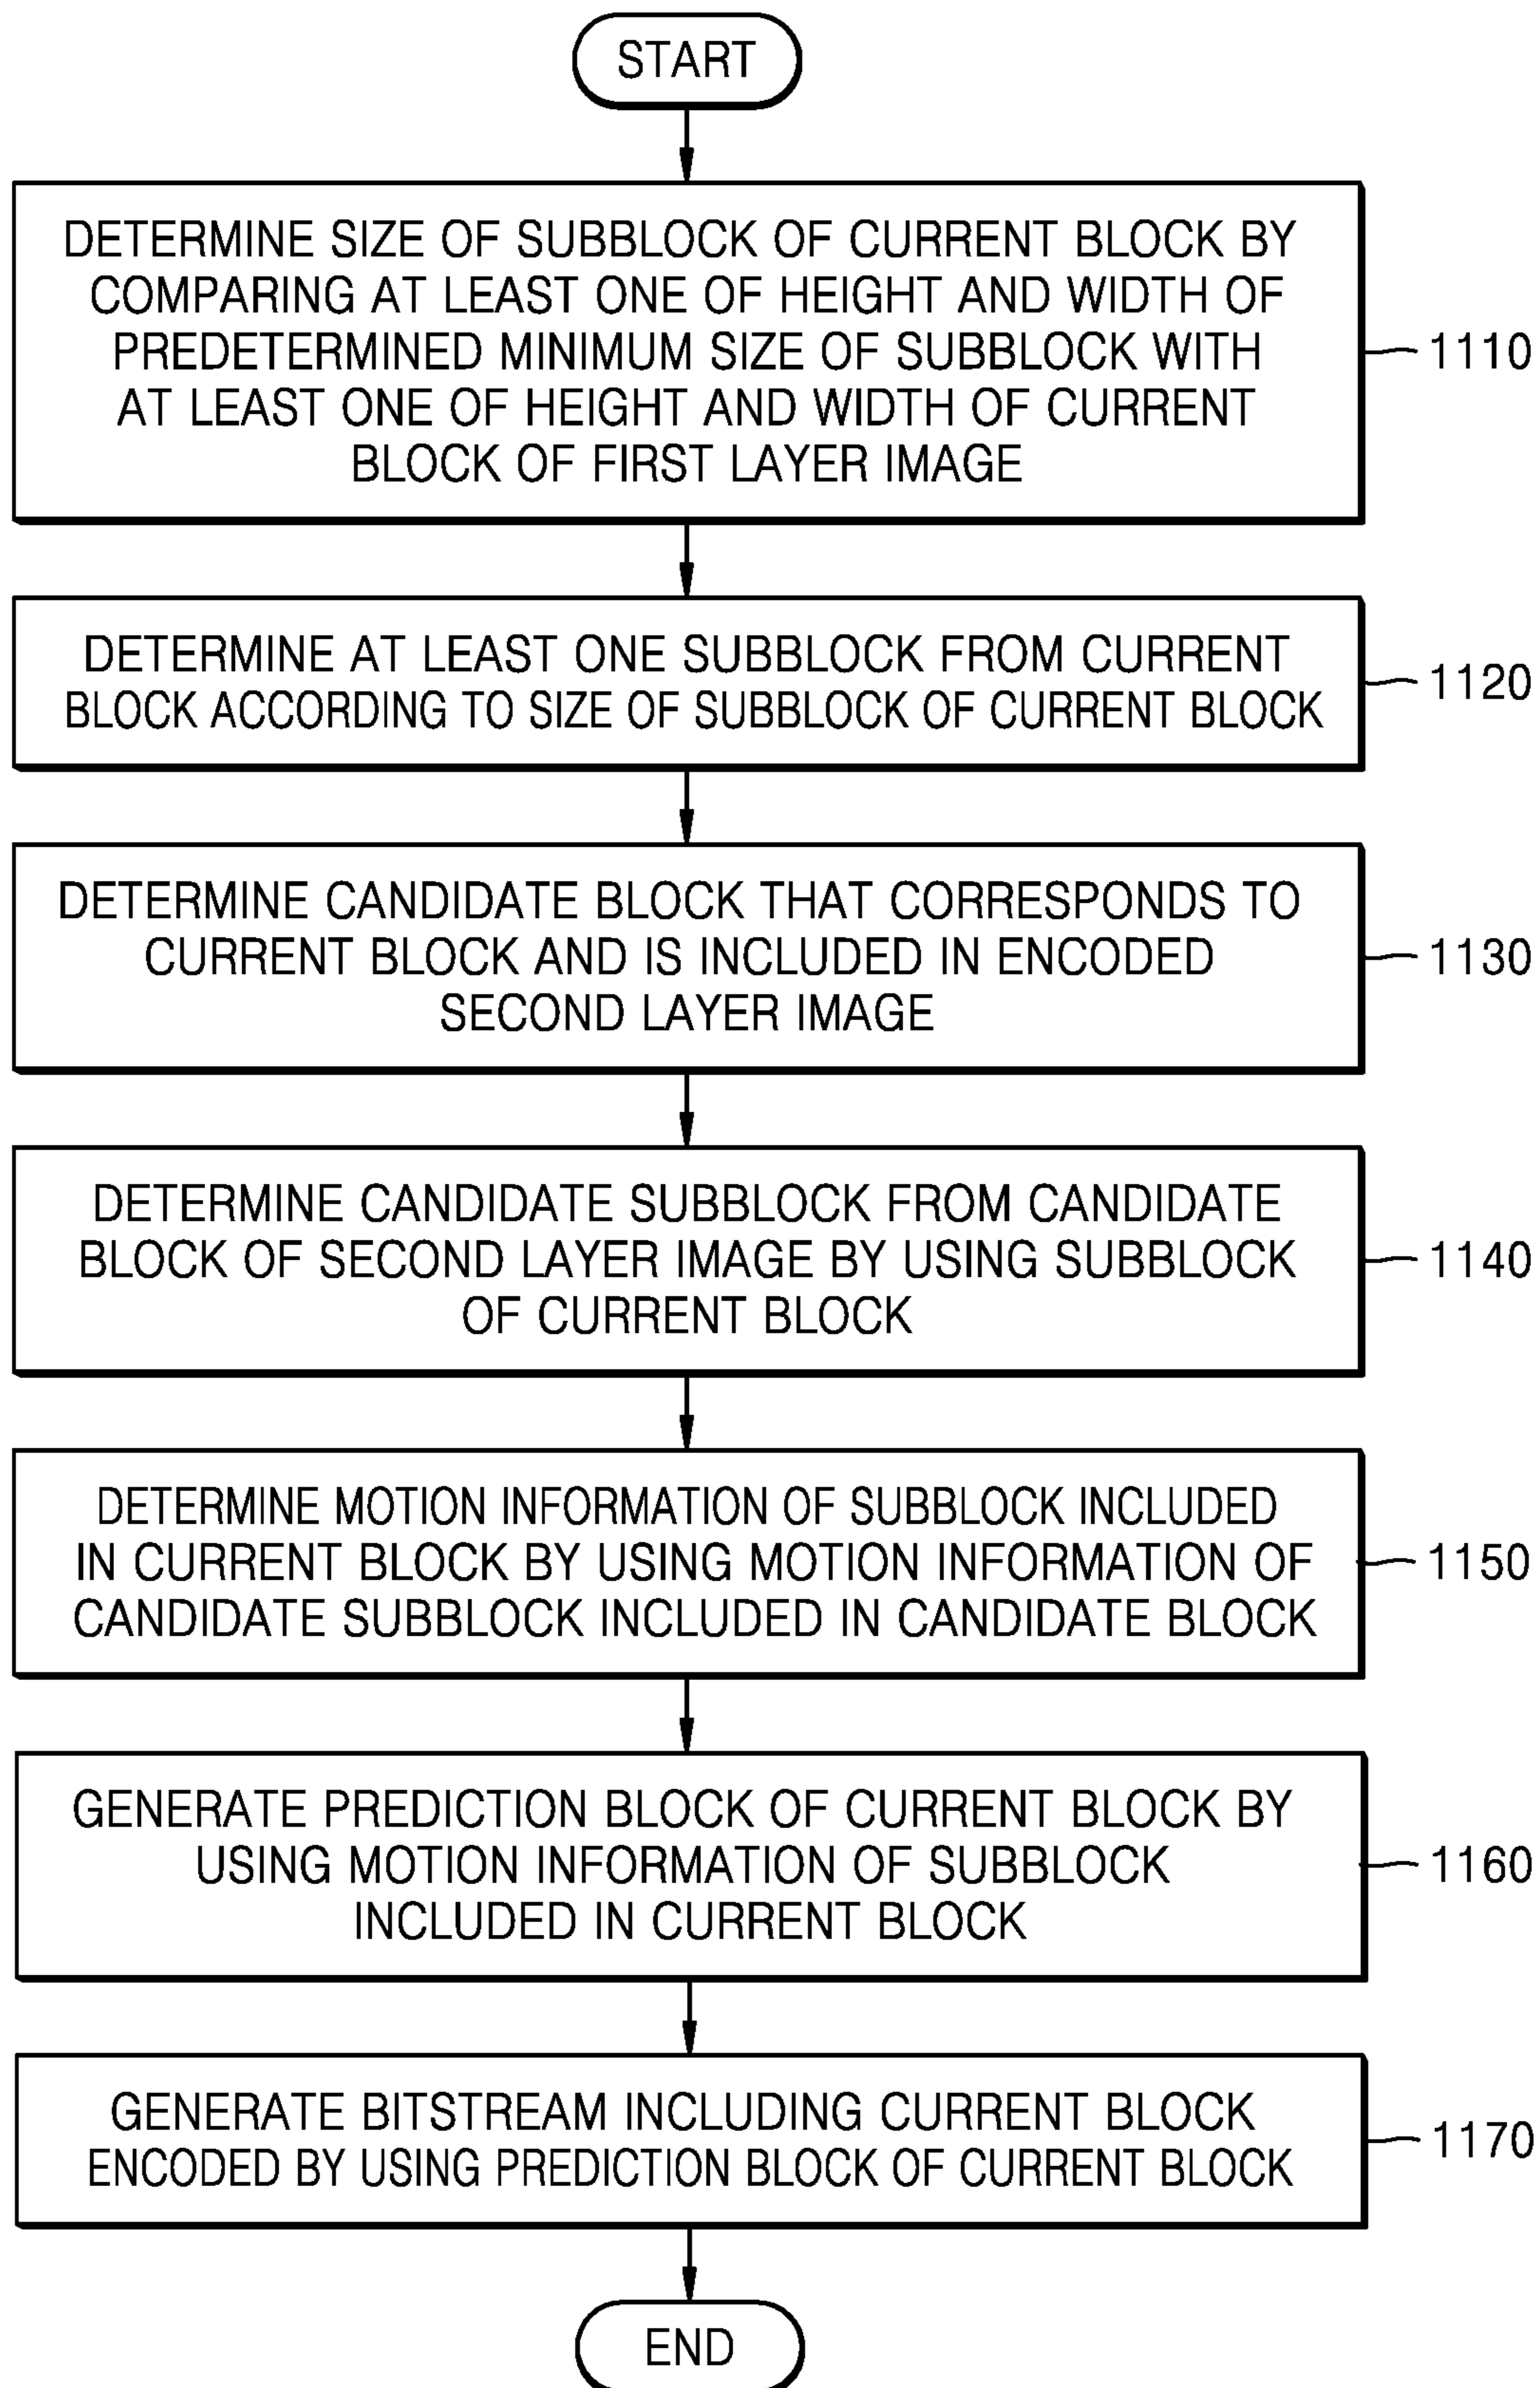 START
DETERMINE SIZE OF SUBBLOCK OF CURRENT BLOCK BY
COMPARING AT LEAST ONE OF HEIGHT AND WIDTH OF
PREDETERMINED MINIMUM SIZE OF SUBBLOCK WITH
AT LEAST ONE OF HEIGHT AND WIDTH OF CURRENT
BLOCK OF FIRST LAYER IMAGE
1110
DETERMINE AT LEAST ONE SUBBLOCK FROM CURRENT
BLOCK ACCORDING TO SIZE OF SUBBLOCK OF CURRENT BLOCK
1120
DETERMINE CANDIDATE BLOCK THAT CORRESPONDS TO
CURRENT BLOCK AND IS INCLUDED IN ENCODED
SECOND LAYER IMAGE
1130
DETERMINE CANDIDATE SUBBLOCK FROM CANDIDATE
BLOCK OF SECOND LAYER IMAGE BY USING SUBBLOCK
OF CURRENT BLOCK
1140
DETERMINE MOTION INFORMATION OF SUBBLOCK INCLUDED
IN CURRENT BLOCK BY USING MOTION INFORMATION OF
CANDIDATE SUBBLOCK INCLUDED IN CANDIDATE BLOCK
1150
GENERATE PREDICTION BLOCK OF CURRENT BLOCK BY
USING MOTION INFORMATION OF SUBBLOCK
INCLUDED IN CURRENT BLOCK
1160
GENERATE BITSTREAM INCLUDING CURRENT BLOCK
ENCODED BY USING PREDICTION BLOCK OF CURRENT BLOCK
1170
END